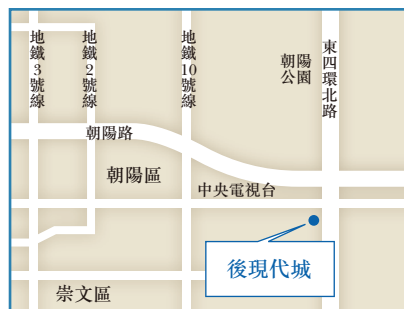 地鐵3號線
地鐵2號線
地鐵10號線
朝陽
公園
東四環北路
朝陽路
朝陽區
中央電視台
後現代城
崇文區